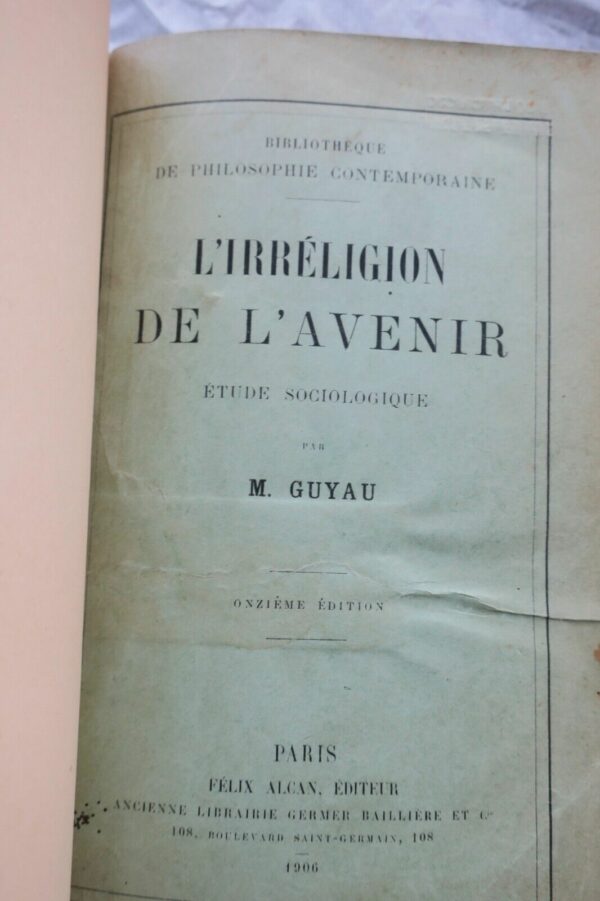 BIBLIOTHÈQUE
DE PHILOSOPHIE CONTEMPORAINE
L'IRRÉLIGION
DE L'AVENIR
ÉTUDE SOCIOLOGIQUE
PAR
M. GUYAU
ONZIÈME ÉDITION
PARIS
FÉLIX ALCAN, ÉDITEUR
ANCIENNE LIBRAIRIE GERMER BAILLIÈRE ET Cie
108, BOULEVARD SAINT-GERMAIN, 108
1906